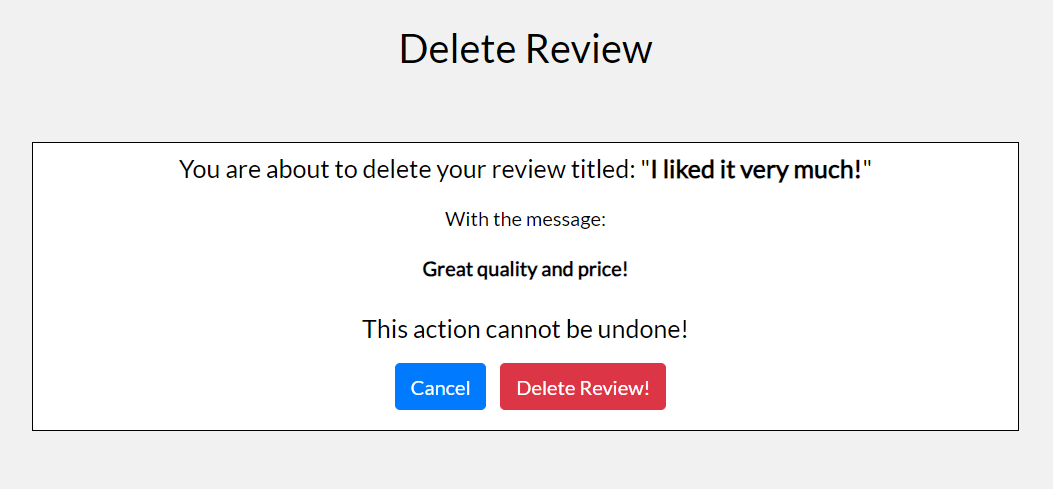 Delete Review
You are about to delete your review titled: "I liked it very much!"
With the message:
Great quality and price!
This action cannot be undone!
Cancel Delete Review!